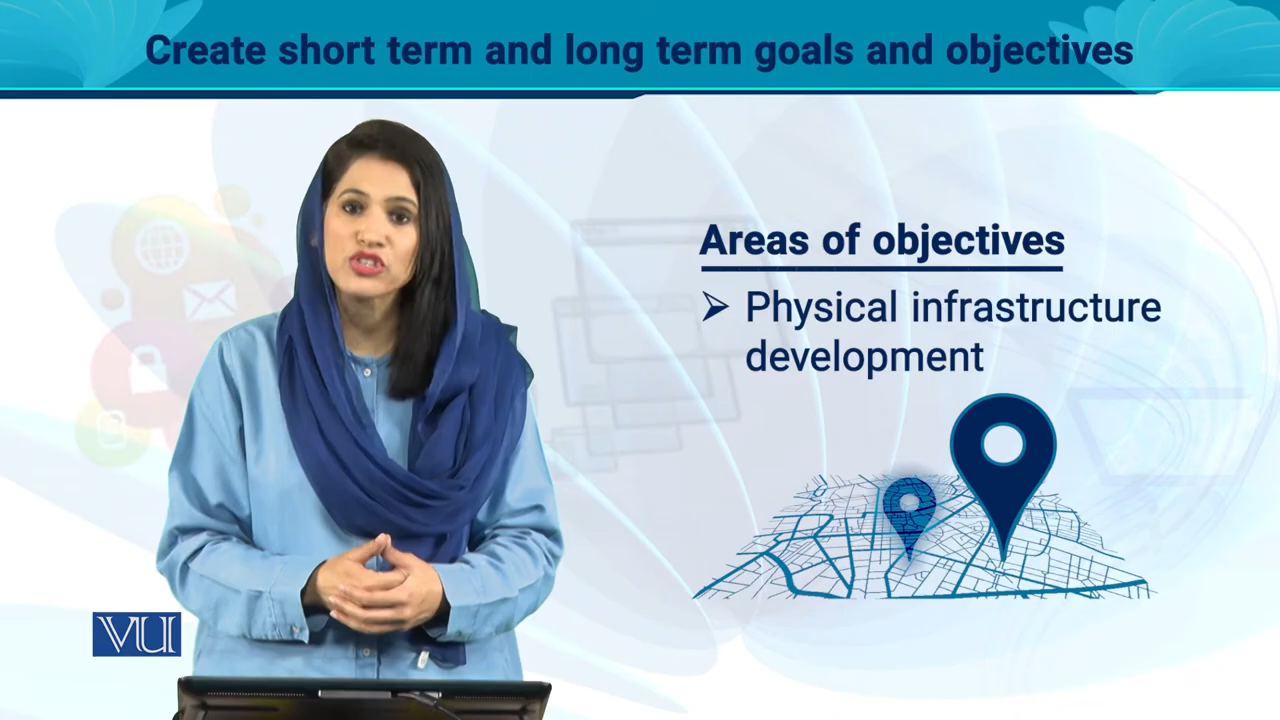 Create short term and long term goals and objectives
Areas of objectives
➢ Physical infrastructure
development
VU